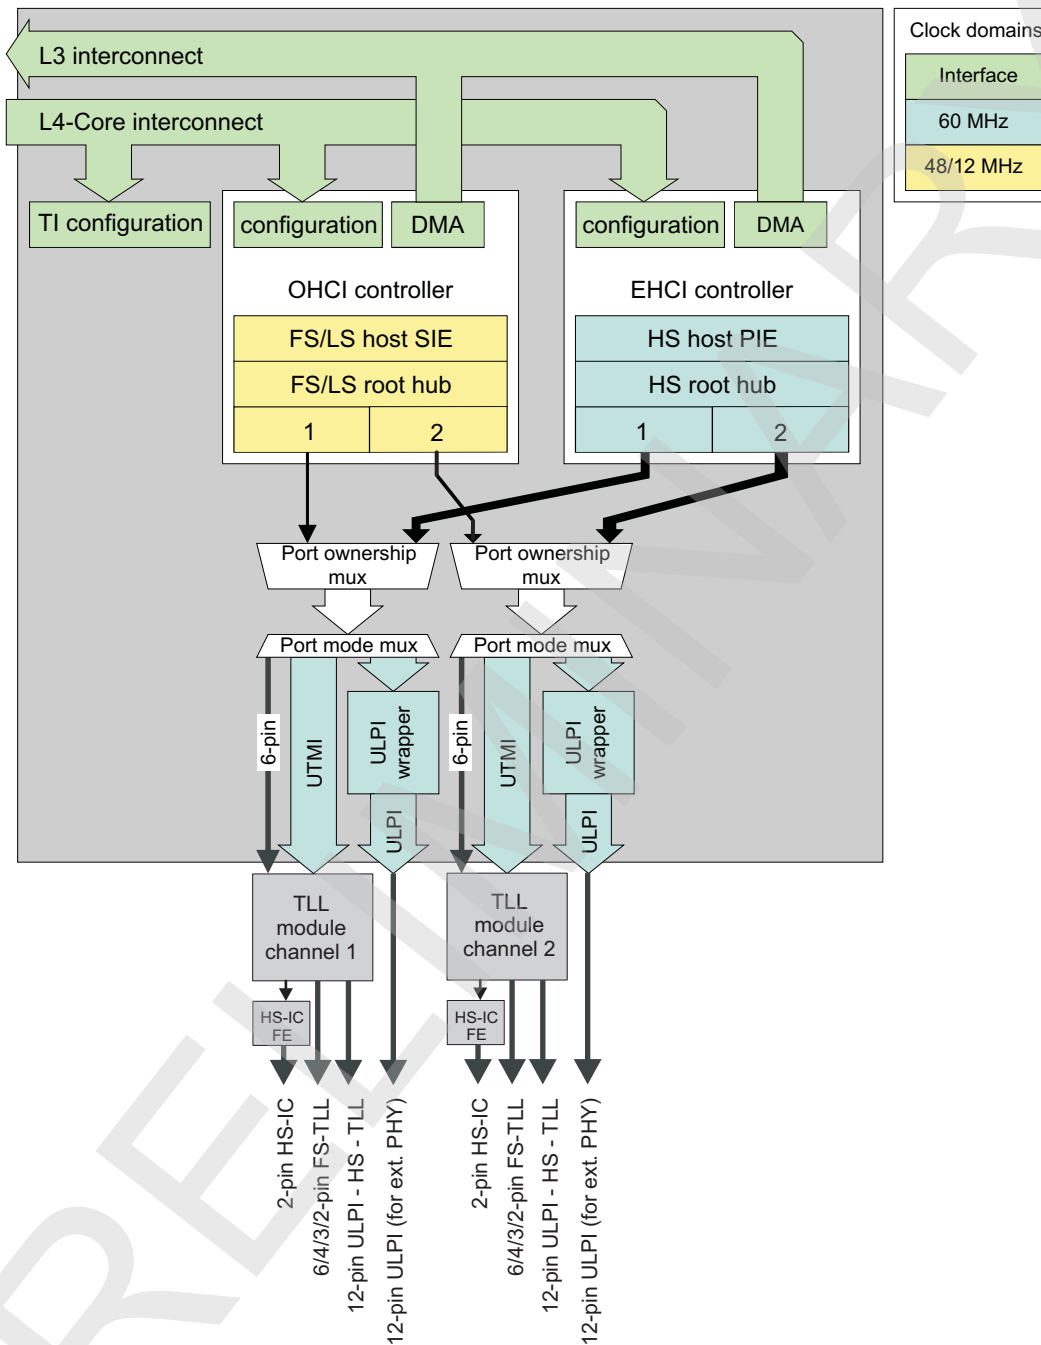 Clock domains
L3 interconnect
Interface
L4-Core interconnect
60 MHz
48/12 MHz
TI configuration
configuration
DMA
configuration
DMA
OHCI controller
EHCI controller
FS/LS host SIE
HS host PIE
FS/LS root hub
HS root hub
1
2
1
2
Port ownership
mux
Port ownership
mux
Port mode mux
Port mode mux
6-pin
UTMI
ULPI
wrapper
ULPI
6-pin
UTMI
ULPI
wrapper
ULPI
TLL
module
channel 1
TLL
module
channel 2
HS-IC
FE
HS-IC
FE
2-pin HS-IC
6/4/3/2-pin FS-TLL
12-pin ULPI - HS - TLL
12-pin ULPI (for ext. PHY)
2-pin HS-IC
6/4/3/2-pin FS-TLL
12-pin ULPI - HS - TLL
12-pin ULPI (for ext. PHY)